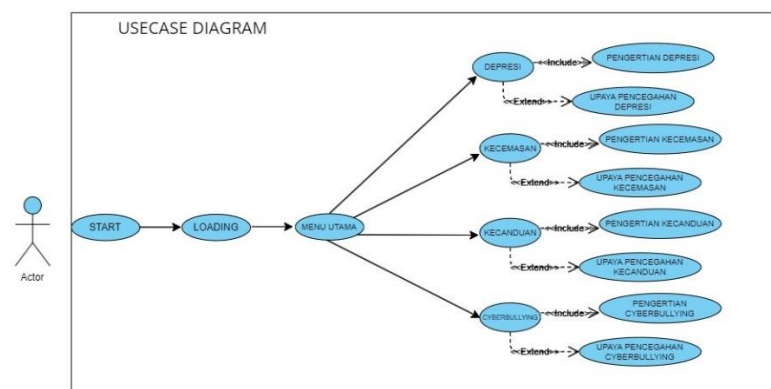 USECASE DIAGRAM
DEPRESI
<<Include>>
PENGERTIAN DEPRESI
<<Extend>>
UPAYA PENCEGAHAN
DEPRESI
KECEMASAN
<<Include>>
PENGERTIAN KECEMASAN
<<Extend>>
UPAYA PENCEGAHAN
KECEMASAN
Actor
START
LOADING
MENU UTAMA
KECANDUAN
<<Include>>
PENGERTIAN KECANDUAN
<<Extend>>
UPAYA PENCEGAHAN
KECANDUAN
CYBERBULLYING
<<Include>>
PENGERTIAN
CYBERBULLYING
<<Extend>>
UPAYA PENCEGAHAN
CYBERBULLYING